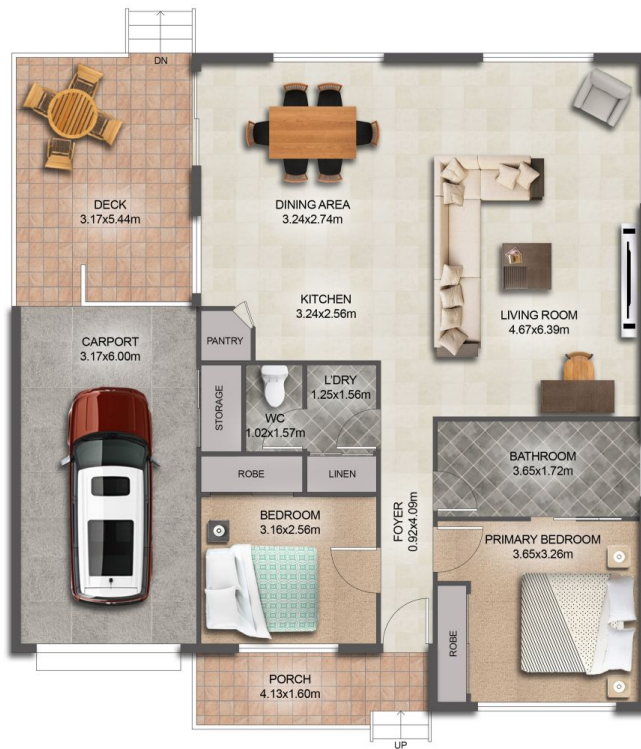 DN
DECK
3.17x5.44m
DINING AREA
3.24x2.74m
KITCHEN
3.24x2.56m
LIVING ROOM
4.67x6.39m
CARPORT
3.17x6.00m
PANTRY
STORAGE
WC
1.02x1.57m
L'DRY
1.25x1.56m
ROBE
LINEN
BATHROOM
3.65x1.72m
BEDROOM
3.16x2.56m
FOYER
0.92x4.09m
PRIMARY BEDROOM
3.65x3.26m
ROBE
PORCH
4.13x1.60m
UP